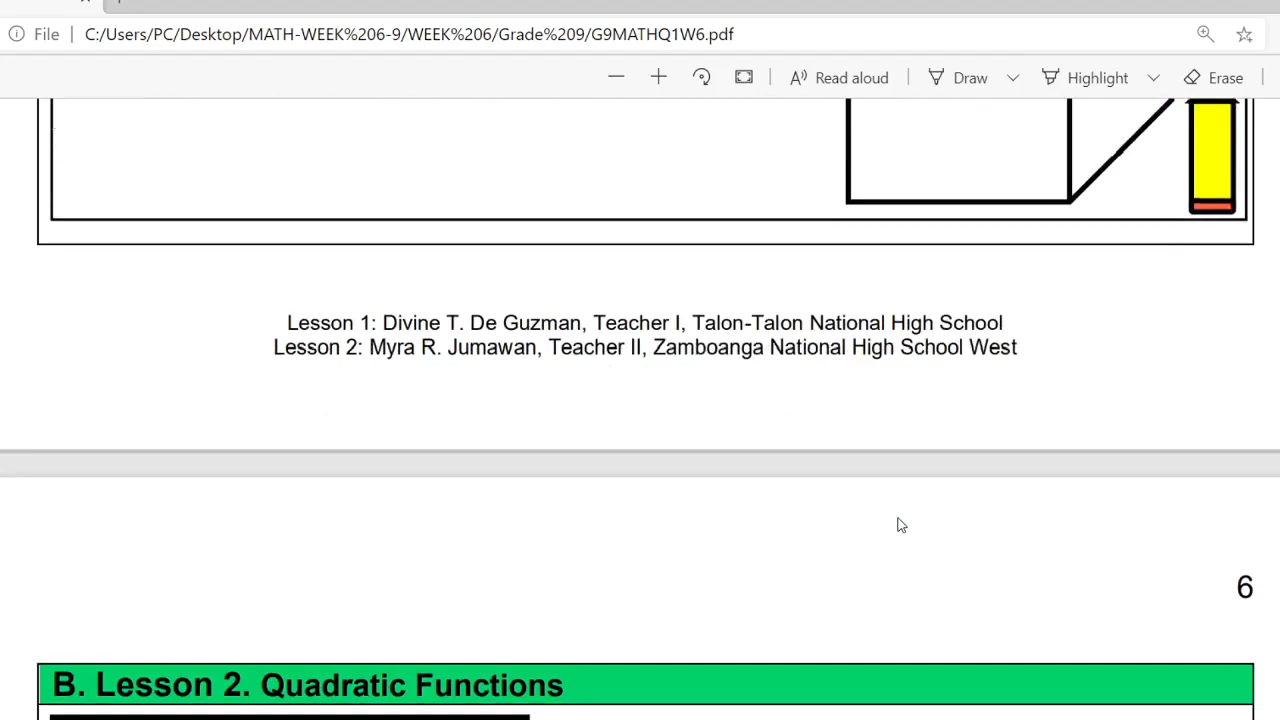 File C:/Users/PC/Desktop/MATH-WEEK%206-9/WEEK%206/Grade%209/G9MATHQ1W6.pdf
Read aloud Draw Highlight Erase
Lesson 1: Divine T. De Guzman, Teacher I, Talon-Talon National High School
Lesson 2: Myra R. Jumawan, Teacher II, Zamboanga National High School West
6
B. Lesson 2. Quadratic Functions